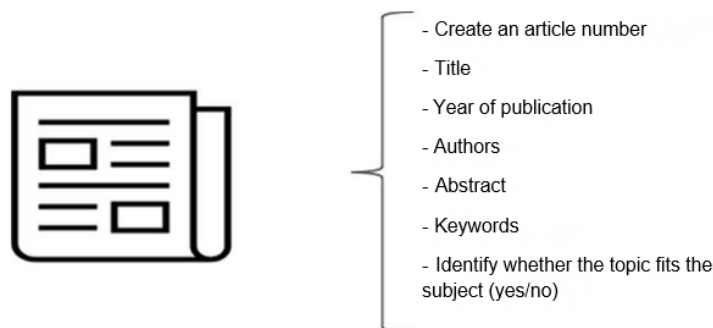 - Create an article number
- Title
- Year of publication
- Authors
- Abstract
- Keywords
- Identify whether the topic fits the
subject (yes/no)